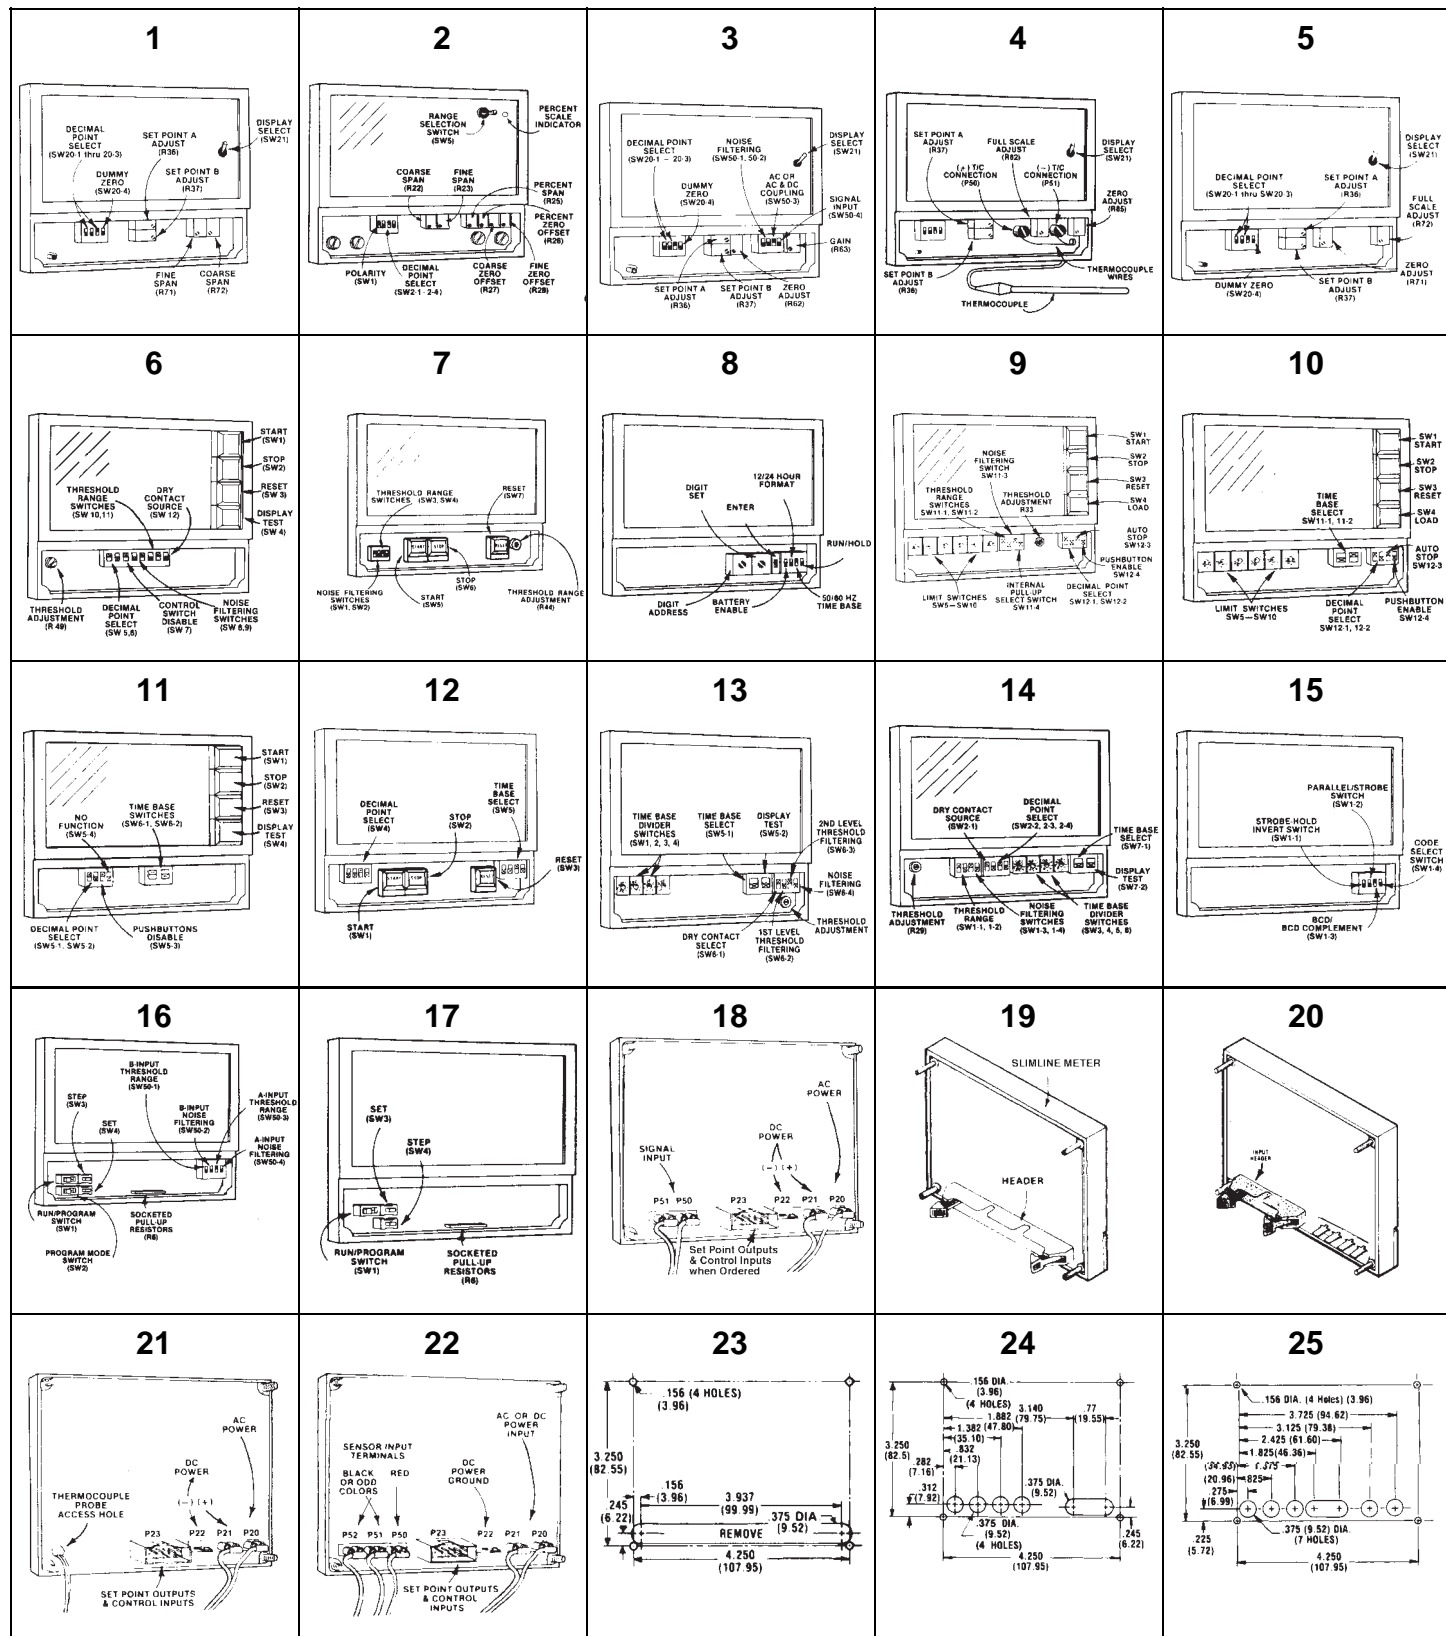 1
DECIMAL
POINT
SELECT
(SW20-1 thru 20-3)
SET POINT A
ADJUST
(R36)
DISPLAY
SELECT
(SW21)
DUMMY
ZERO
(SW20-4)
SET POINT B
ADJUST
(R37)
FINE
SPAN
(R71)
COARSE
SPAN
(R72)
2
RANGE
SELECTION
SWITCH
(SW5)
PERCENT
SCALE
INDICATOR
COARSE
SPAN
(R22)
FINE
SPAN
(R23)
PERCENT
SPAN
(R25)
PERCENT
ZERO
OFFSET
(R26)
POLARITY
(SW1)
DECIMAL
POINT
SELECT
(SW2-1 - 2-4)
COARSE
ZERO
OFFSET
(R27)
FINE
ZERO
OFFSET
(R28)
3
DECIMAL POINT
SELECT
(SW20-1 - 20-3)
NOISE
FILTERING
(SW50-1, 50-2)
DISPLAY
SELECT
(SW21)
DUMMY
ZERO
(SW20-4)
AC OR
AC & DC
COUPLING
(SW50-3)
SIGNAL
INPUT
(SW50-4)
GAIN
(R63)
SET POINT A
ADJUST
(R36)
SET POINT B
ADJUST
(R37)
ZERO
ADJUST
(R62)
4
SET POINT A
ADJUST
(R37)
FULL SCALE
ADJUST
(R82)
DISPLAY
SELECT
(SW21)
(+) T/C
CONNECTION
(P50)
(-) T/C
CONNECTION
(P51)
ZERO
ADJUST
(R85)
SET POINT B
ADJUST
(R36)
THERMOCOUPLE
WIRES
THERMOCOUPLE
5
DISPLAY
SELECT
(SW21)
DECIMAL POINT
SELECT
(SW20-1 thru SW20-3)
SET POINT A
ADJUST
(R36)
FULL
SCALE
ADJUST
(R72)
DUMMY ZERO
(SW20-4)
SET POINT B
ADJUST
(R37)
ZERO
ADJUST
(R71)
6
START
(SW1)
STOP
(SW2)
RESET
(SW 3)
DISPLAY
TEST
(SW 4)
THRESHOLD
RANGE
SWITCHES
(SW 10,11)
DRY
CONTACT
SOURCE
(SW 12)
THRESHOLD
ADJUSTMENT
(R 49)
DECIMAL
POINT
SELECT
(SW 5,6)
CONTROL
SWITCH
DISABLE
(SW 7)
NOISE
FILTERING
SWITCHES
(SW 8,9)
7
THRESHOLD RANGE
SWITCHES (SW3, SW4)
RESET
(SW7)
START
STOP
NOISE FILTERING
SWITCHES
(SW1, SW2)
START
(SW5)
STOP
(SW6)
THRESHOLD RANGE
ADJUSTMENT (R44)
8
DIGIT
SET
12/24 HOUR
FORMAT
ENTER
RUN/HOLD
DIGIT
ADDRESS
BATTERY
ENABLE
50/60 HZ
TIME BASE
9
SW1
START
SW2
STOP
SW3
RESET
SW4
LOAD
NOISE
FILTERING
SWITCH
SW11-3
THRESHOLD
RANGE
SWITCHES
SW11-1, SW11-2
THRESHOLD
ADJUSTMENT
R33
AUTO
STOP
SW12-3
PUSHBUTTON
ENABLE
SW12-4
LIMIT SWITCHES
SW5—SW10
INTERNAL
PULL-UP
SELECT SWITCH
SW11-4
DECIMAL POINT
SELECT
SW12-1, SW12-2
10
SW1
START
SW2
STOP
SW3
RESET
SW4
LOAD
TIME
BASE SELECT
SW11-1, 11-2
AUTO
STOP
SW12-3
LIMIT SWITCHES
SW5—SW10
DECIMAL
POINT
SELECT
SW12-1, 12-2
PUSHBUTTON
ENABLE
SW12-4
11
START
(SW1)
STOP
(SW2)
RESET
(SW3)
DISPLAY
TEST
(SW4)
NO
FUNCTION
(SW5-4)
TIME BASE
SWITCHES
(SW6-1, SW6-2)
DECIMAL POINT
SELECT
(SW5-1, SW5-2)
PUSHBUTTONS
DISABLE
(SW5-3)
12
DECIMAL
POINT
SELECT
(SW4)
STOP
(SW2)
TIME
BASE
SELECT
(SW5)
START
STOP
RESET
(SW3)
START
(SW1)
13
TIME BASE
DIVIDER
SWITCHES
(SW1, 2, 3, 4)
TIME BASE
SELECT
(SW5-1)
DISPLAY
TEST
(SW5-2)
2ND LEVEL
THRESHOLD
FILTERING
(SW6-3)
NOISE
FILTERING
(SW6-4)
THRESHOLD
ADJUSTMENT
DRY CONTACT
SELECT
(SW6-1)
1ST LEVEL
THRESHOLD
FILTERING
(SW6-2)
14
DRY CONTACT
SOURCE
(SW2-1)
DECIMAL
POINT
SELECT
(SW2-2, 2-3, 2-4)
TIME BASE
SELECT
(SW7-1)
DISPLAY
TEST
(SW7-2)
THRESHOLD
ADJUSTMENT
(R29)
THRESHOLD
RANGE
(SW1-1, 1-2)
NOISE
FILTERING
SWITCHES
(SW1-3, 1-4)
TIME BASE
DIVIDER
SWITCHES
(SW3, 4, 5, 6)
15
PARALLEL/STROBE
SWITCH
(SW1-2)
STROBE-HOLD
INVERT SWITCH
(SW1-1)
CODE
SELECT
SWITCH
(SW1-4)
BCD/
BCD COMPLEMENT
(SW1-3)
16
B-INPUT
THRESHOLD
RANGE
(SW50-1)
STEP
(SW3)
A-INPUT
THRESHOLD
RANGE
(SW50-3)
SET
(SW4)
B-INPUT
NOISE
FILTERING
(SW50-2)
A-INPUT
NOISE
FILTERING
(SW50-4)
RUN/PROGRAM
SWITCH
(SW1)
SOCKETED
PULL-UP
RESISTORS
(R6)
PROGRAM MODE
SWITCH
(SW2)
17
SET
(SW3)
STEP
(SW4)
RUN/PROGRAM
SWITCH
(SW1)
SOCKETED
PULL-UP
RESISTORS
(R6)
18
AC
POWER
DC
POWER
SIGNAL
INPUT
(-) (+)
P51 P50 P23 P22 P21 P20
Set Point Outputs
& Control Inputs
when Ordered
19
SLIMLINE METER
HEADER
20
INPUT
HEADER
21
AC
POWER
DC
POWER
THERMOCOUPLE
PROBE
ACCESS HOLE
(-) (+)
P23 P22 P21 P20
SET POINT OUTPUTS
& CONTROL INPUTS
22
AC OR DC
POWER
INPUT
SENSOR INPUT
TERMINALS
BLACK
OR ODD
COLORS
RED
DC
POWER
GROUND
P52 P51 P50 P23 P22 P21 P20
SET POINT OUTPUTS
& CONTROL
INPUTS
23
.156 (4 HOLES)
(3.96)
3.250
(82.55)
.156
(3.96)
3.937
(99.99)
.375 DIA
(9.52)
.245
(6.22)
REMOVE
4.250
(107.95)
24
.156 DIA.
(3.96)
(4 HOLES)
3.140
(79.75)
.77
(19.55)
1.882
(47.80)
1.382
(35.10)
.832
(21.13)
3.250
(82.5)
.282
(7.16)
.312
(7.92)
.375 DIA.
(9.52)
.375 DIA.
(9.52)
(4 HOLES)
.245
(6.22)
4.250
(107.95)
25
.156 DIA. (4 Holes) (3.96)
3.725 (94.62)
3.125 (79.38)
2.425 (61.60)
1.825 (46.36)
3.250
(82.55)
(20.96) .825
.275
(6.99)
.375 (9.52) DIA.
(7 HOLES)
.225
(5.72)
4.250
(107.95)